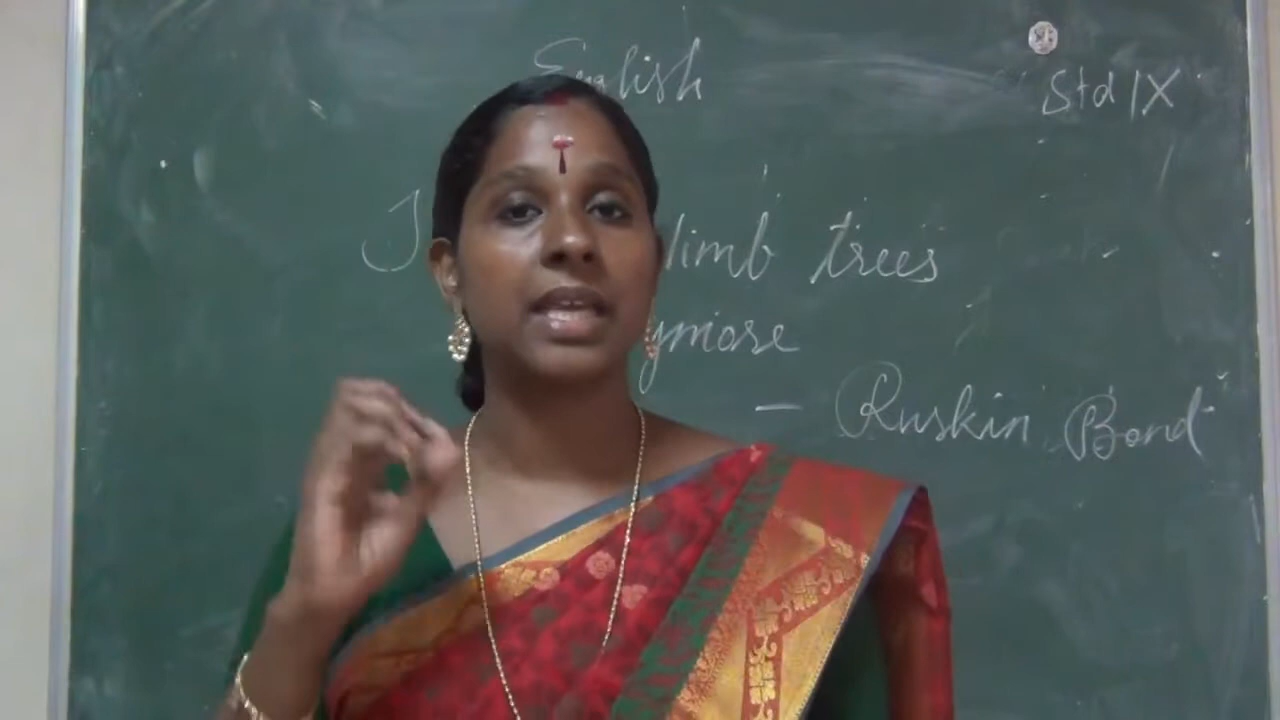 English
Std IX
I limb trees
ymore
- Ruskin Bond